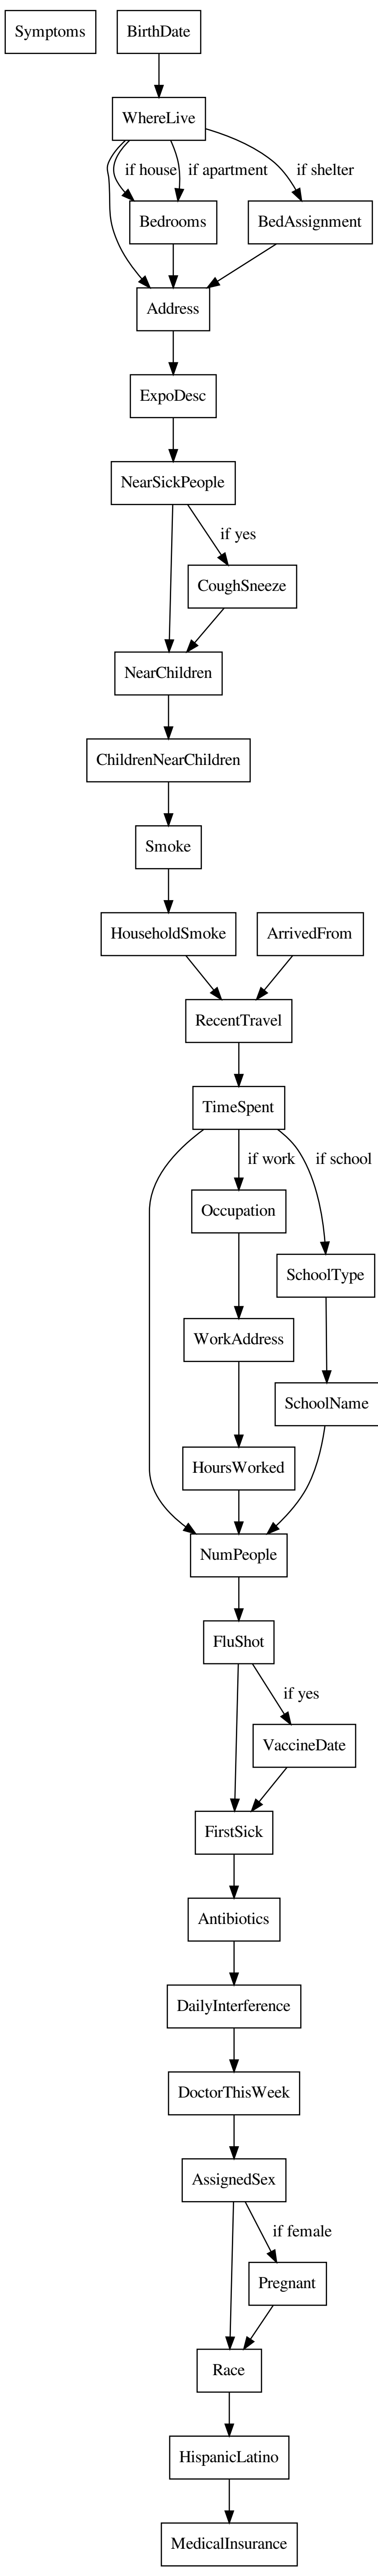 Symptoms
BirthDate
WhereLive
if house
if apartment
if shelter
Bedrooms
BedAssignment
Address
ExpoDesc
NearSickPeople
if yes
CoughSneeze
NearChildren
ChildrenNearChildren
Smoke
HouseholdSmoke
ArrivedFrom
RecentTravel
TimeSpent
if work
if school
Occupation
SchoolType
WorkAddress
SchoolName
HoursWorked
NumPeople
FluShot
if yes
VaccineDate
FirstSick
Antibiotics
DailyInterference
DoctorThisWeek
AssignedSex
if female
Pregnant
Race
HispanicLatino
MedicalInsurance